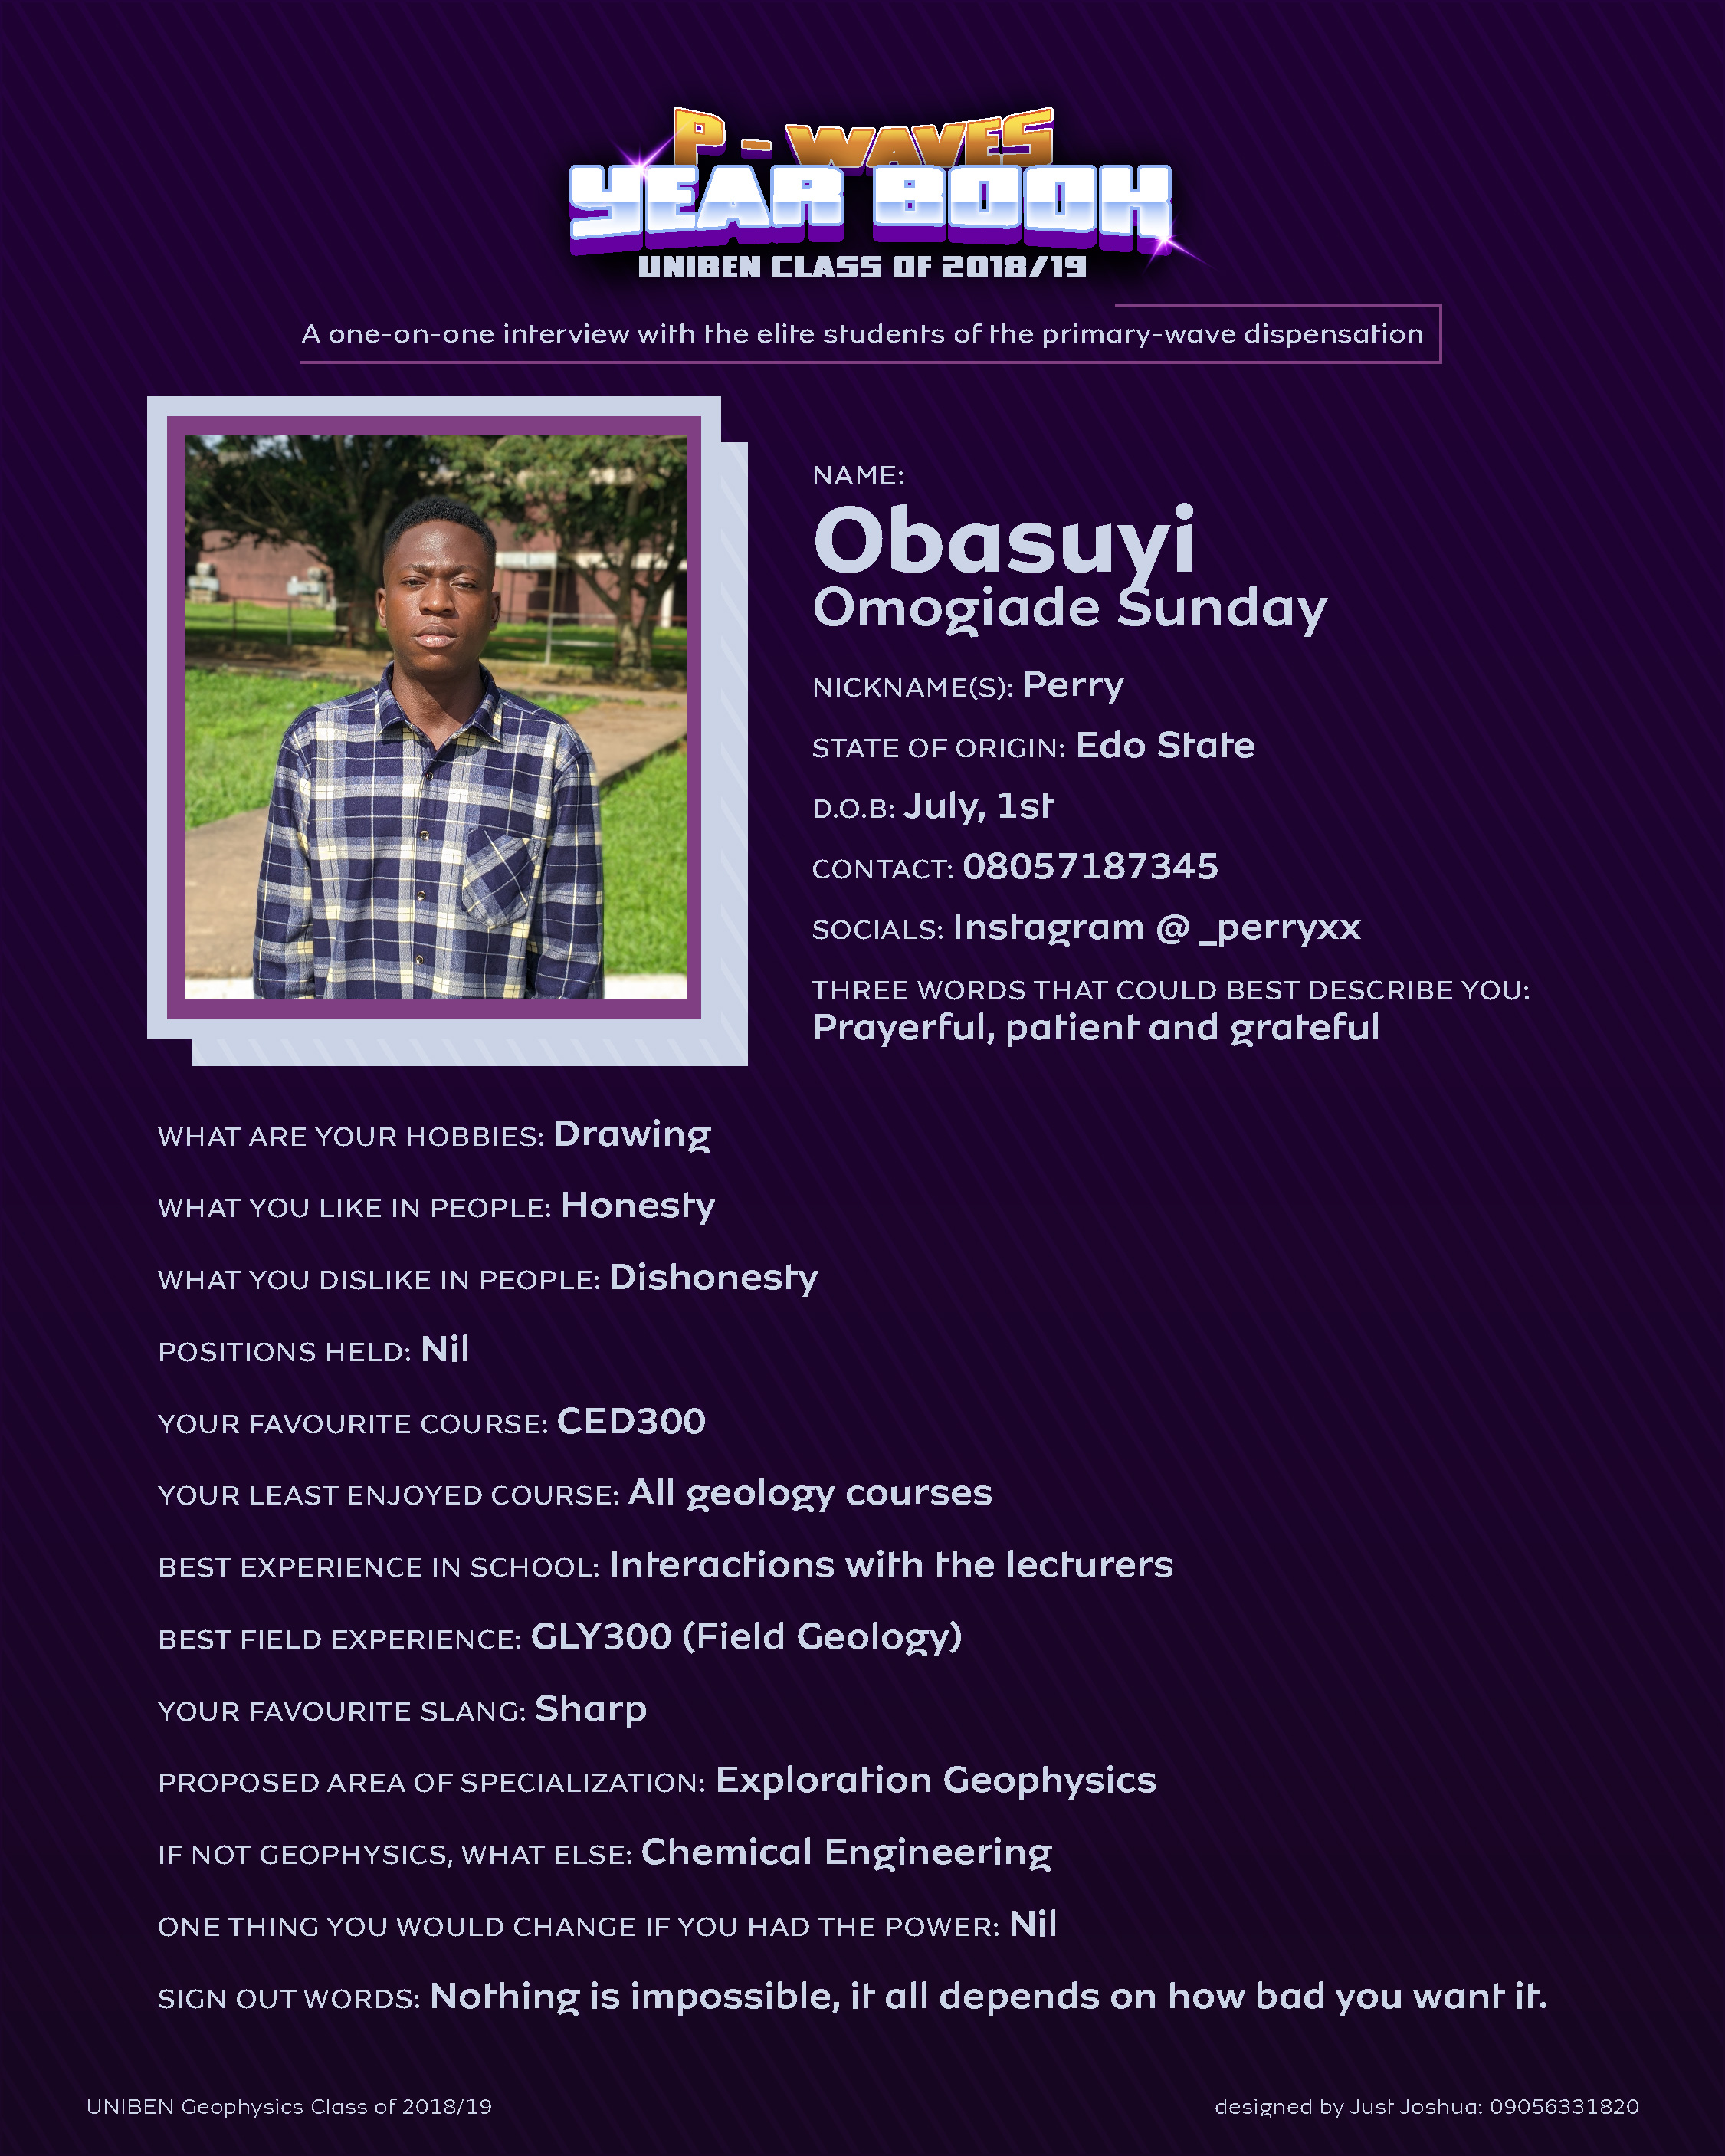 P - WAVES
YEAR BOOK
UNIBEN CLASS OF 2018/19
A one-on-one interview with the elite students of the primary-wave dispensation
NAME:
Obasuyi
Omogiade Sunday
NICKNAME(S): Perry
STATE OF ORIGIN: Edo State
D.O.B: July, 1st
CONTACT: 08057187345
SOCIALS: Instagram @ _perryxx
THREE WORDS THAT COULD BEST DESCRIBE YOU:
Prayerful, patient and grateful
WHAT ARE YOUR HOBBIES: Drawing
WHAT YOU LIKE IN PEOPLE: Honesty
WHAT YOU DISLIKE IN PEOPLE: Dishonesty
POSITIONS HELD: Nil
YOUR FAVOURITE COURSE: CED300
YOUR LEAST ENJOYED COURSE: All geology courses
BEST EXPERIENCE IN SCHOOL: Interactions with the lecturers
BEST FIELD EXPERIENCE: GLY300 (Field Geology)
YOUR FAVOURITE SLANG: Sharp
PROPOSED AREA OF SPECIALIZATION: Exploration Geophysics
IF NOT GEOPHYSICS, WHAT ELSE: Chemical Engineering
ONE THING YOU WOULD CHANGE IF YOU HAD THE POWER: Nil
SIGN OUT WORDS: Nothing is impossible, it all depends on how bad you want it.
UNIBEN Geophysics Class of 2018/19
designed by Just Joshua: 09056331820